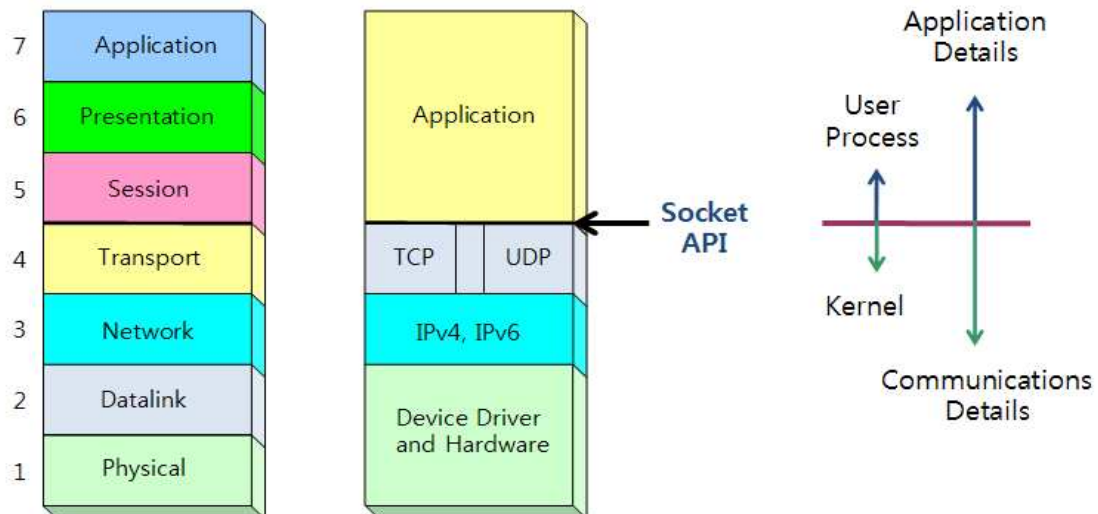 7
Application
6
Presentation
5
Session
4
Transport
3
Network
2
Datalink
1
Physical
Application
TCP
UDP
IPv4, IPv6
Device Driver
and Hardware
Socket
API
Application
Details
User
Process
Kernel
Communications
Details